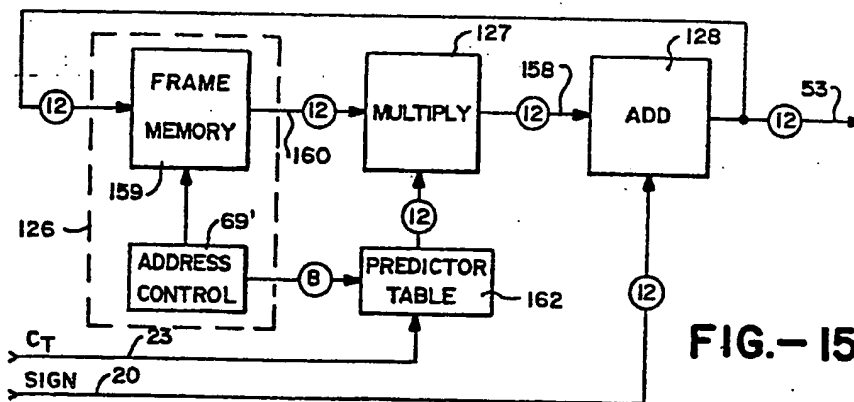 127
128
12
FRAME
MEMORY
159
12
160
MULTIPLY
12
158
ADD
12
53
126
69'
ADDRESS
CONTROL
8
12
PREDICTOR
TABLE
162
12
CT
23
SIGN
20
FIG.-15